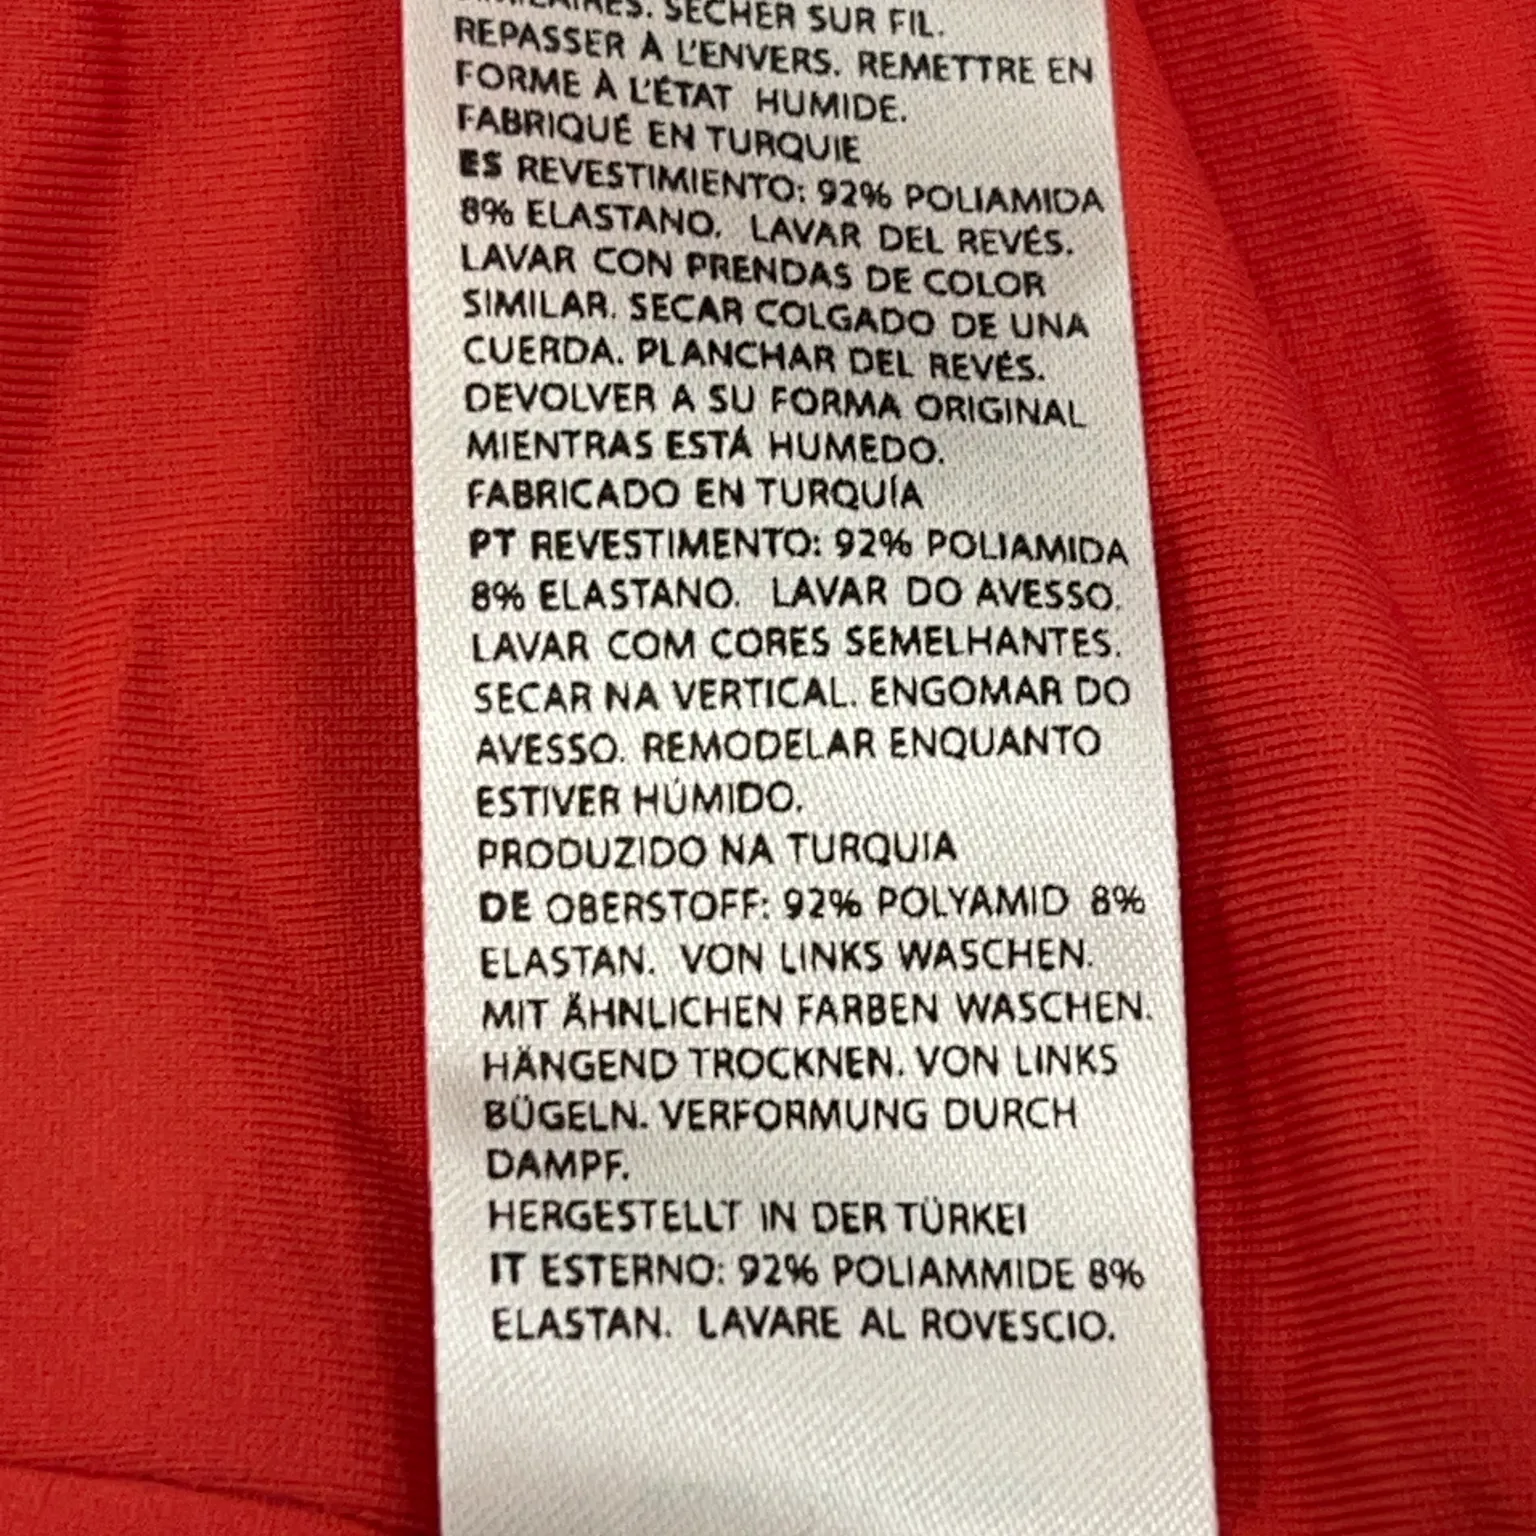 SÉCHER SUR FIL.
REPASSER À L'ENVERS. REMETTRE EN
FORME À L'ÉTAT HUMIDE.
FABRIQUÉ EN TURQUIE
ES REVESTIMIENTO: 92% POLIAMIDA
8% ELASTANO. LAVAR DEL REVÉS.
LAVAR CON PRENDAS DE COLOR
SIMILAR. SECAR COLGADO DE UNA
CUERDA. PLANCHAR DEL REVÉS.
DEVOLVER A SU FORMA ORIGINAL
MIENTRAS ESTÁ HUMEDO.
FABRICADO EN TURQUÍA
PT REVESTIMENTO: 92% POLIAMIDA
8% ELASTANO. LAVAR DO AVESSO.
LAVAR COM CORES SEMELHANTES.
SECAR NA VERTICAL. ENGOMAR DO
AVESSO. REMODELAR ENQUANTO
ESTIVER HÚMIDO.
PRODUZIDO NA TURQUIA
DE OBERSTOFF: 92% POLYAMID 8%
ELASTAN. VON LINKS WASCHEN.
MIT ÄHNLICHEN FARBEN WASCHEN.
HÄNGEND TROCKNEN. VON LINKS
BÜGELN. VERFORMUNG DURCH
DAMPF.
HERGESTELLT IN DER TÜRKEI
IT ESTERNO: 92% POLIAMMIDE 8%
ELASTAN. LAVARE AL ROVESCIO.